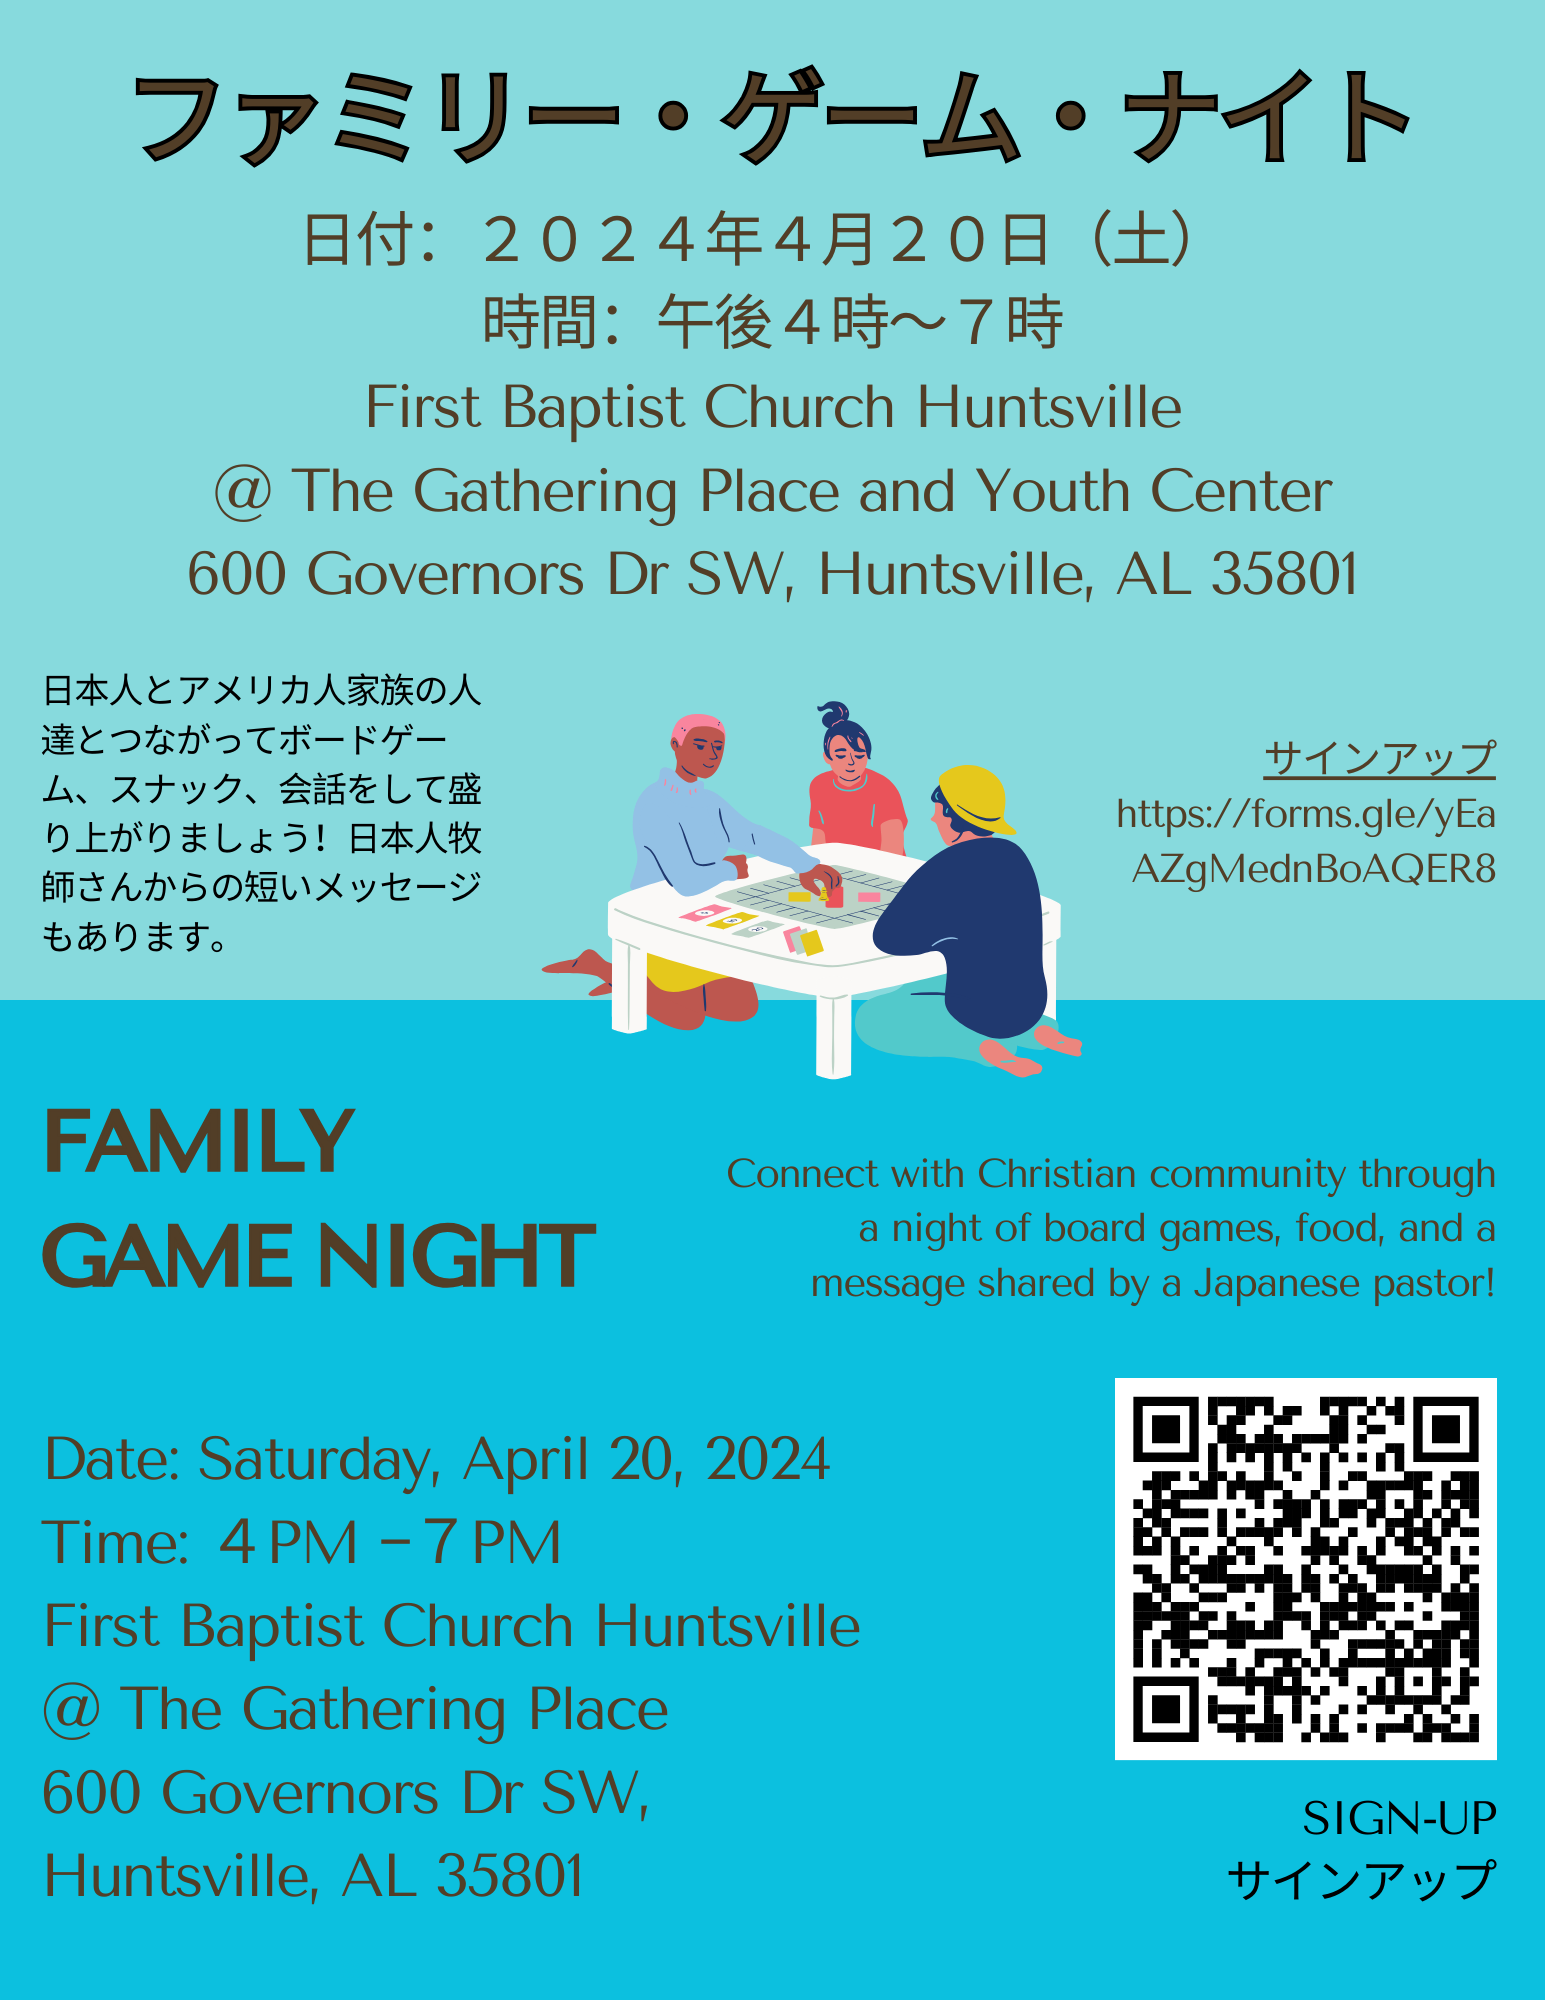 ファミリー・ゲーム・ナイト
日付：２０２４年４月２０日（土）
時間：午後４時〜７時
First Baptist Church Huntsville
@ The Gathering Place and Youth Center
600 Governors Dr SW, Huntsville, AL 35801
日本人とアメリカ人家族の人
達とつながってボードゲー
ム、スナック、会話をして盛
り上がりましょう！日本人牧
師さんからの短いメッセージ
もあります。
サインアップ
https://forms.gle/yEa
AZgMednBoAQER8
FAMILY
GAME NIGHT
Connect with Christian community through
a night of board games, food, and a
message shared by a Japanese pastor!
Date: Saturday, April 20, 2024
Time: ４PM －７PM
First Baptist Church Huntsville
@ The Gathering Place
600 Governors Dr SW,
Huntsville, AL 35801
SIGN-UP
サインアップ